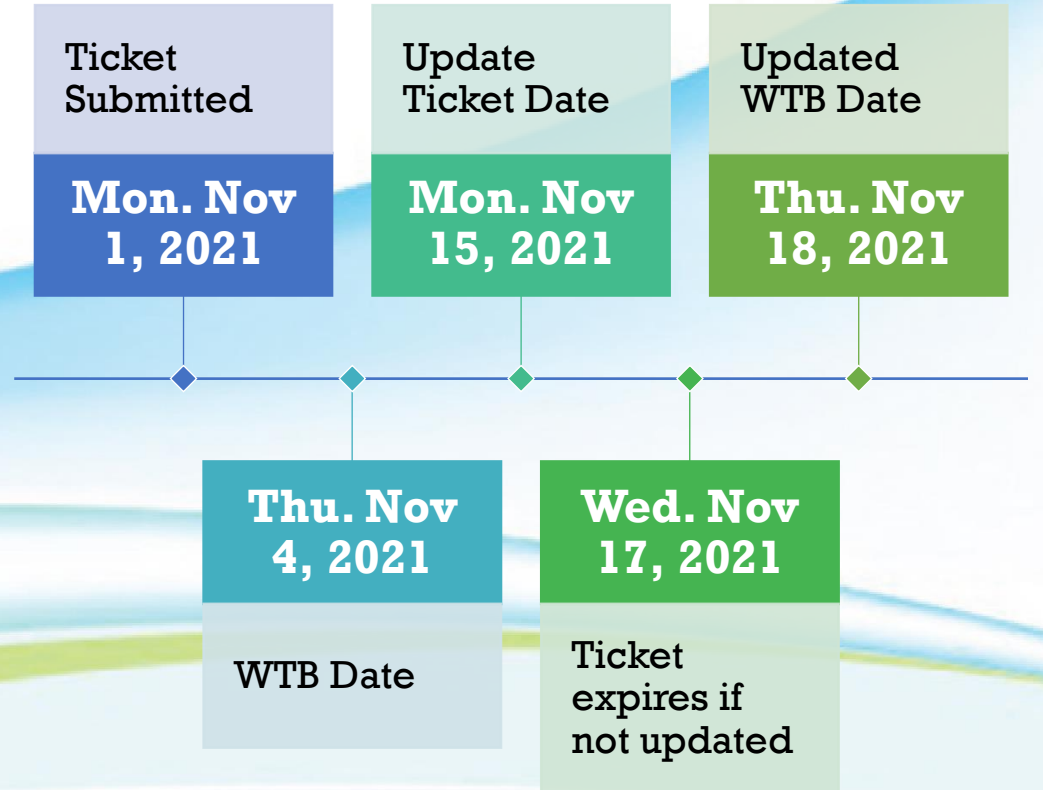 Ticket
Submitted
Mon. Nov
1, 2021
Update
Ticket Date
Mon. Nov
15, 2021
Updated
WTB Date
Thu. Nov
18, 2021
Thu. Nov
4, 2021
WTB Date
Wed. Nov
17, 2021
Ticket
expires if
not updated